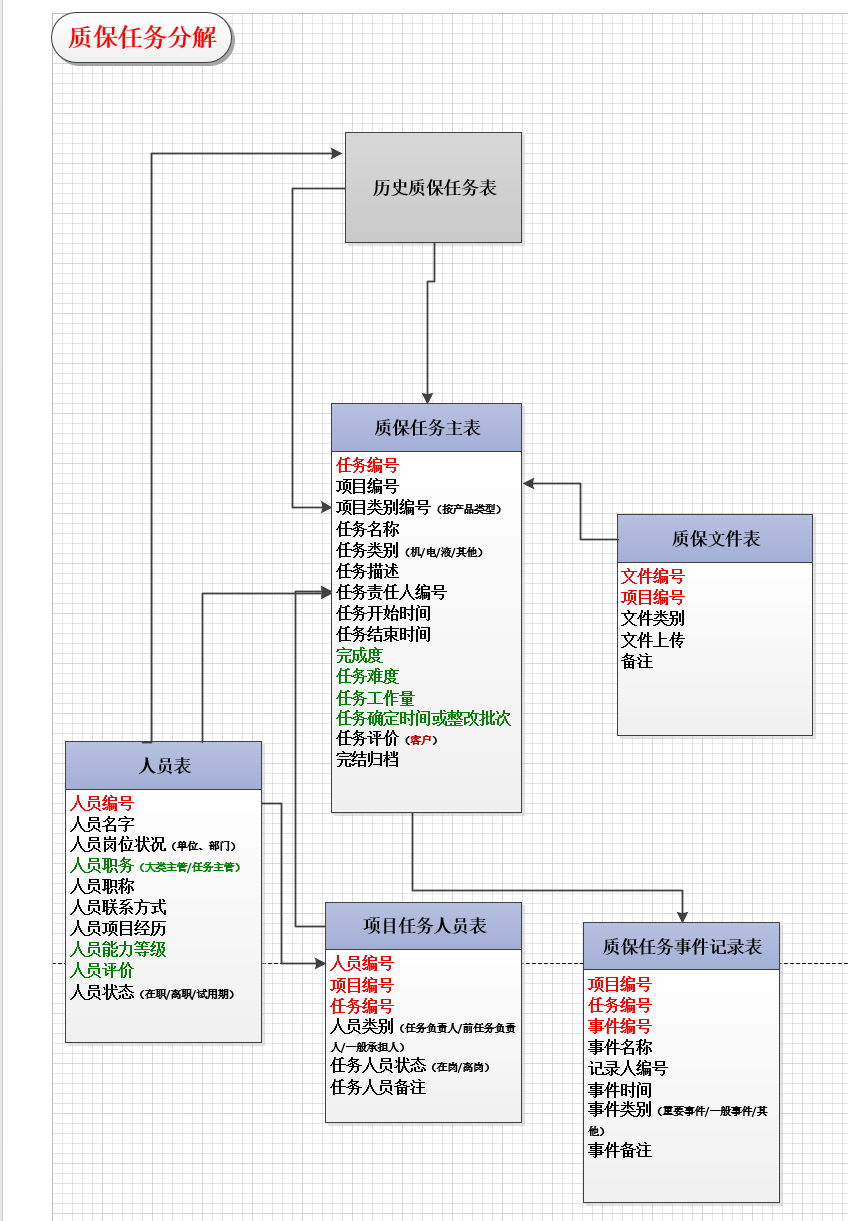 质保任务分解
历史质保任务表
质保任务主表
任务编号
项目编号
项目类别编号（按产品类型）
任务名称
任务类别（机/电/液/其他）
任务描述
任务责任人编号
任务开始时间
任务结束时间
完成度
任务难度
任务工作量
任务确定时间或整改批次
任务评价（客户）
完结归档
质保文件表
文件编号
项目编号
文件类别
文件上传
备注
人员表
人员编号
人员名字
人员岗位状况（单位、部门）
人员职务（大类主管/任务主管）
人员职称
人员联系方式
人员项目经历
人员能力等级
人员评价
人员状态（在职/离职/试用期）
项目任务人员表
人员编号
项目编号
任务编号
人员类别（任务负责人/前任务负责
人/一般承担人）
任务人员状态（在岗/离岗）
任务人员备注
质保任务事件记录表
项目编号
任务编号
事件编号
事件名称
记录人编号
事件时间
事件类别（重要事件/一般事件/其
他）
事件备注